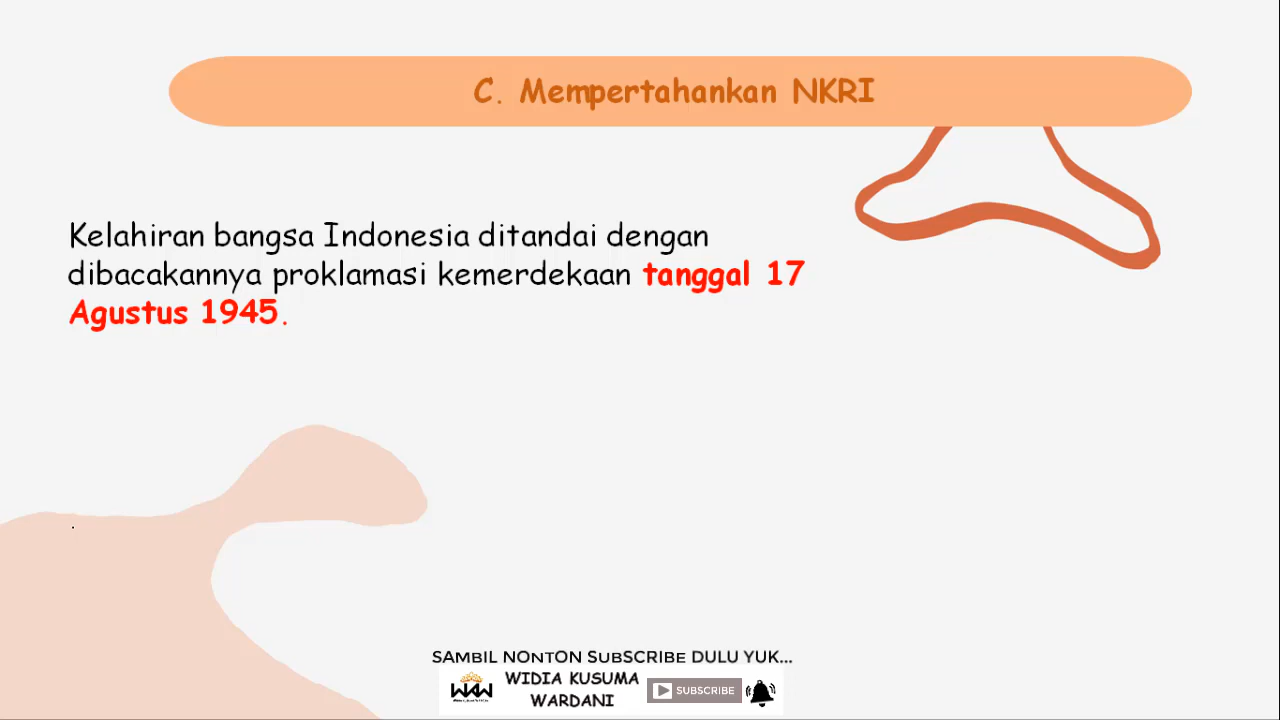 C. Mempertahankan NKRI
Kelahiran bangsa Indonesia ditandai dengan
dibacakannya proklamasi kemerdekaan tanggal 17
Agustus 1945.
.
SAMBIL NONTON SUBSCRIBE DULU YUK...
WIDIA KUSUMA
WARDANI
SUBSCRIBE